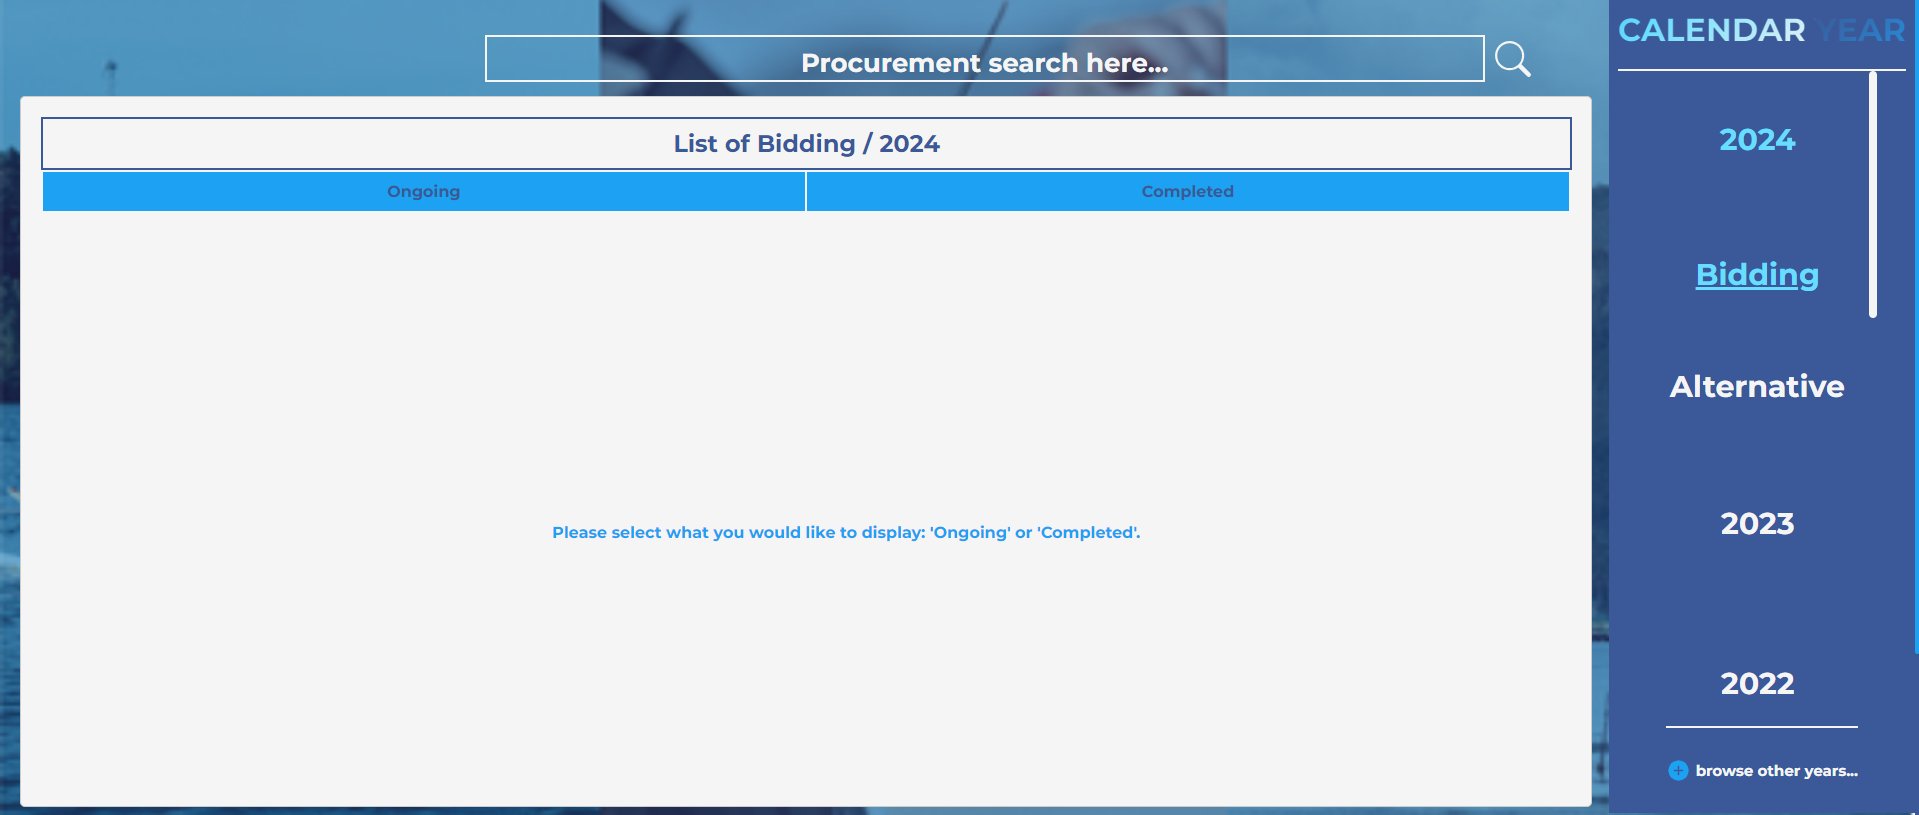 Procurement search here...
List of Bidding / 2024
Ongoing
Completed
Please select what you would like to display: 'Ongoing' or 'Completed'.
CALENDAR YEAR
2024
Bidding
Alternative
2023
2022
browse other years...